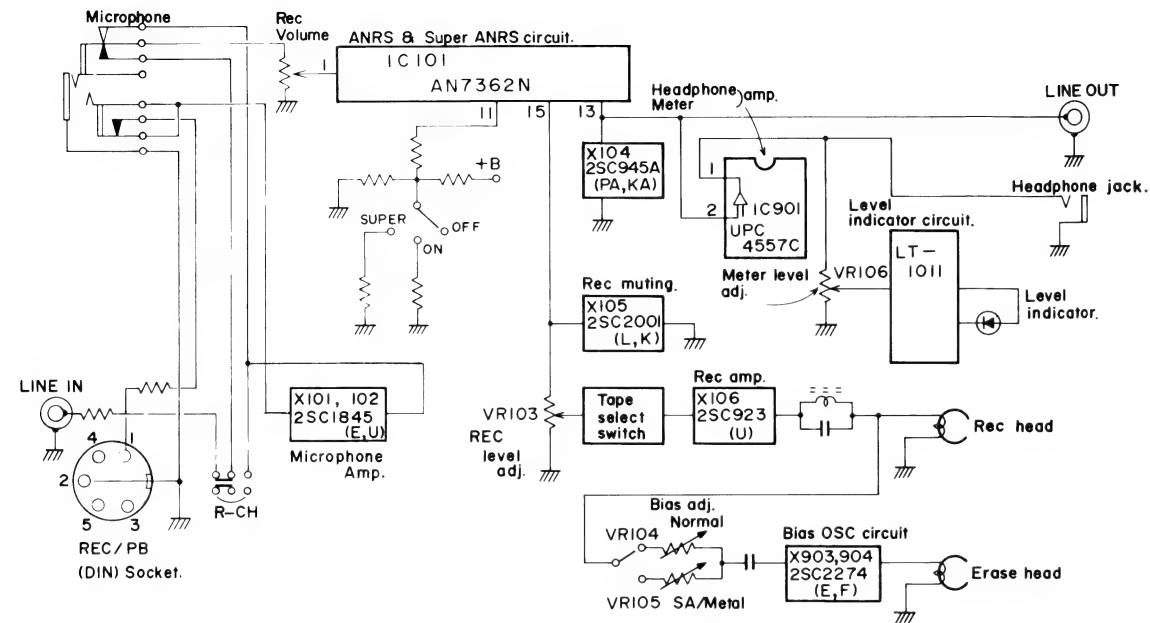 Microphone
Rec
Volume
ANRS & Super ANRS circuit.
IC101
AN7362N
1
11
15
13
Headphone
Meter
amp.
LINE OUT
X104
2SC945A
(PA,KA)
1
2
IC901
UPC
4557C
Headphone jack.
+B
SUPER
OFF
ON
Level
indicator circuit.
LT-
1011
Meter level
adj.
VR106
Level
indicator.
Rec muting.
X105
2SC2001
(L,K)
LINE IN
X101, 102
2SC1845
(E,U)
Microphone
Amp.
VR103
REC
level
adj.
Tape
select
switch
Rec amp.
X106
2SC923
(U)
Rec head
4
1
2
5
3
R-CH
REC/PB
(DIN) Socket.
Bias adj.
Normal
VR104
VR105
SA/Metal
Bias OSC circuit
X903,904
2SC2274
(E,F)
Erase head